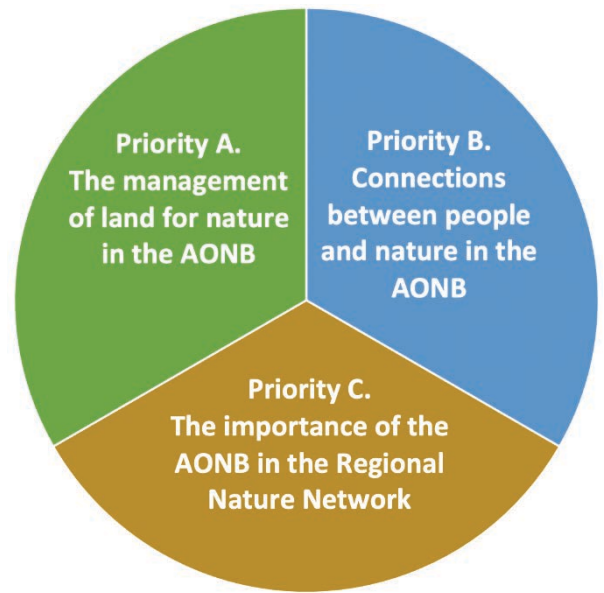 Priority A.
The management
of land for nature
in the AONB
Priority B.
Connections
between people
and nature in the
AONB
Priority C.
The importance of the
AONB in the Regional
Nature Network